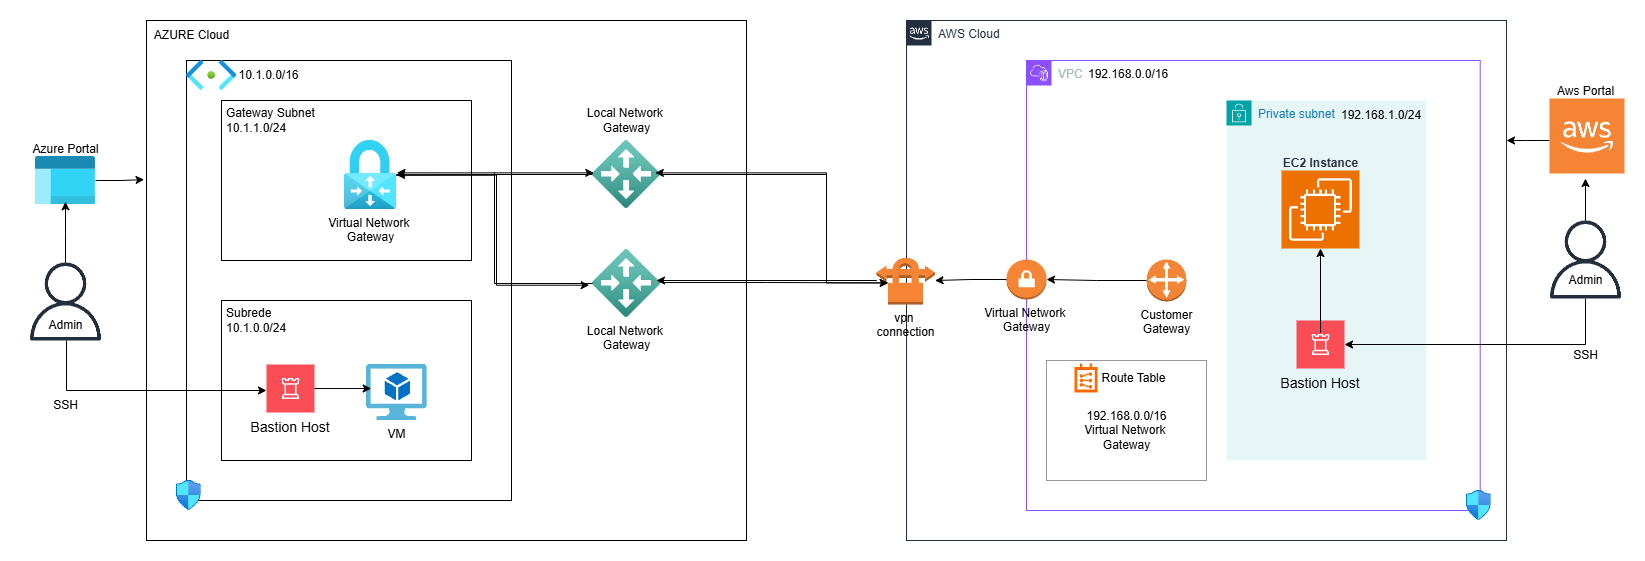 AZURE Cloud
10.1.0.0/16
Gateway Subnet
10.1.1.0/24
Virtual Network
Gateway
Local Network
Gateway
Local Network
Gateway
Azure Portal
Admin
SSH
Subrede
10.1.0.0/24
Bastion Host
VM
aws
AWS Cloud
VPC 192.168.0.0/16
Private subnet 192.168.1.0/24
EC2 Instance
Bastion Host
vpn
connection
Virtual Network
Gateway
Customer
Gateway
Route Table
192.168.0.0/16
Virtual Network
Gateway
Aws Portal
aws
Admin
SSH